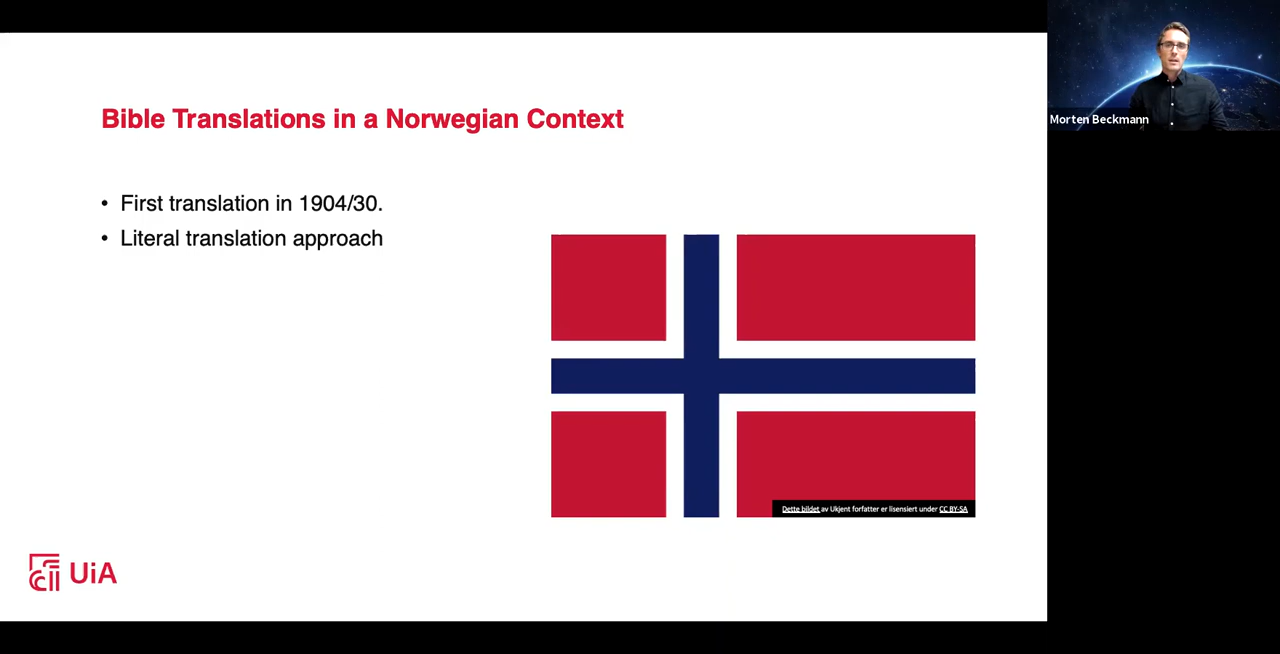 Bible Translations in a Norwegian Context
• First translation in 1904/30.
• Literal translation approach
Dette bildet av Ukjent forfatter er lisensiert under CC BY-SA
UiA
Morten Beckmann